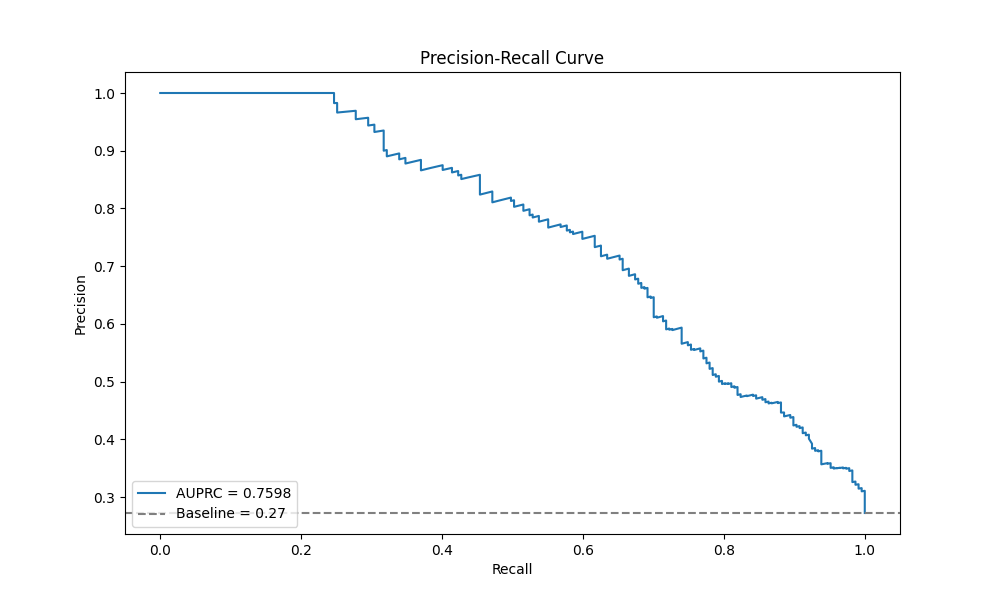 Precision-Recall Curve
1.0
0.9
0.8
0.7
0.6
0.5
0.4
0.3
Precision
AUPRC = 0.7598
Baseline = 0.27
0.0 0.2 0.4 0.6 0.8 1.0
Recall